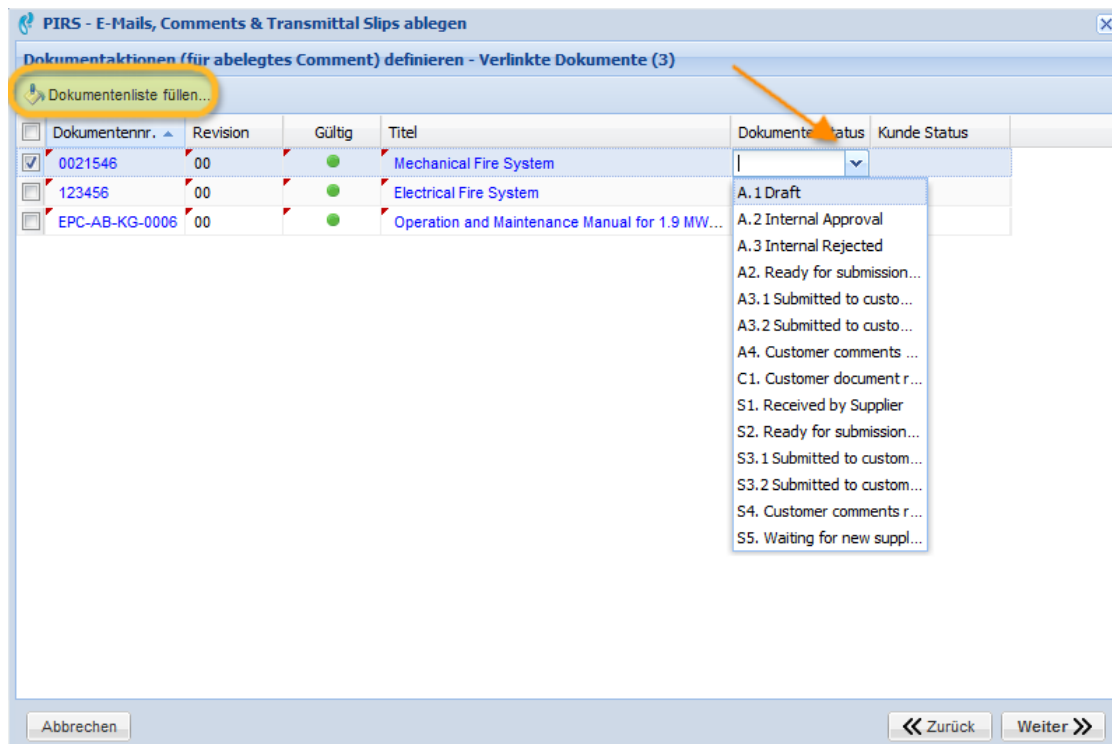 PIRS - E-Mails, Comments & Transmittal Slips ablegen
Dokumentaktionen (für abelegtes Comment) definieren - Verlinkte Dokumente (3)
Dokumentenliste füllen...
Dokumentennr. Revision Gültig Titel Dokumente Status Kunde Status
0021546 00 Mechanical Fire System
123456 00 Electrical Fire System
EPC-AB-KG-0006 00 Operation and Maintenance Manual for 1.9 MW...
A.1 Draft
A.2 Internal Approval
A.3 Internal Rejected
A2. Ready for submission...
A3.1 Submitted to custo...
A3.2 Submitted to custo...
A4. Customer comments ...
C1. Customer document r...
S1. Received by Supplier
S2. Ready for submission...
S3.1 Submitted to custom...
S3.2 Submitted to custom...
S4. Customer comments r...
S5. Waiting for new suppl...
Abbrechen Zurück Weiter